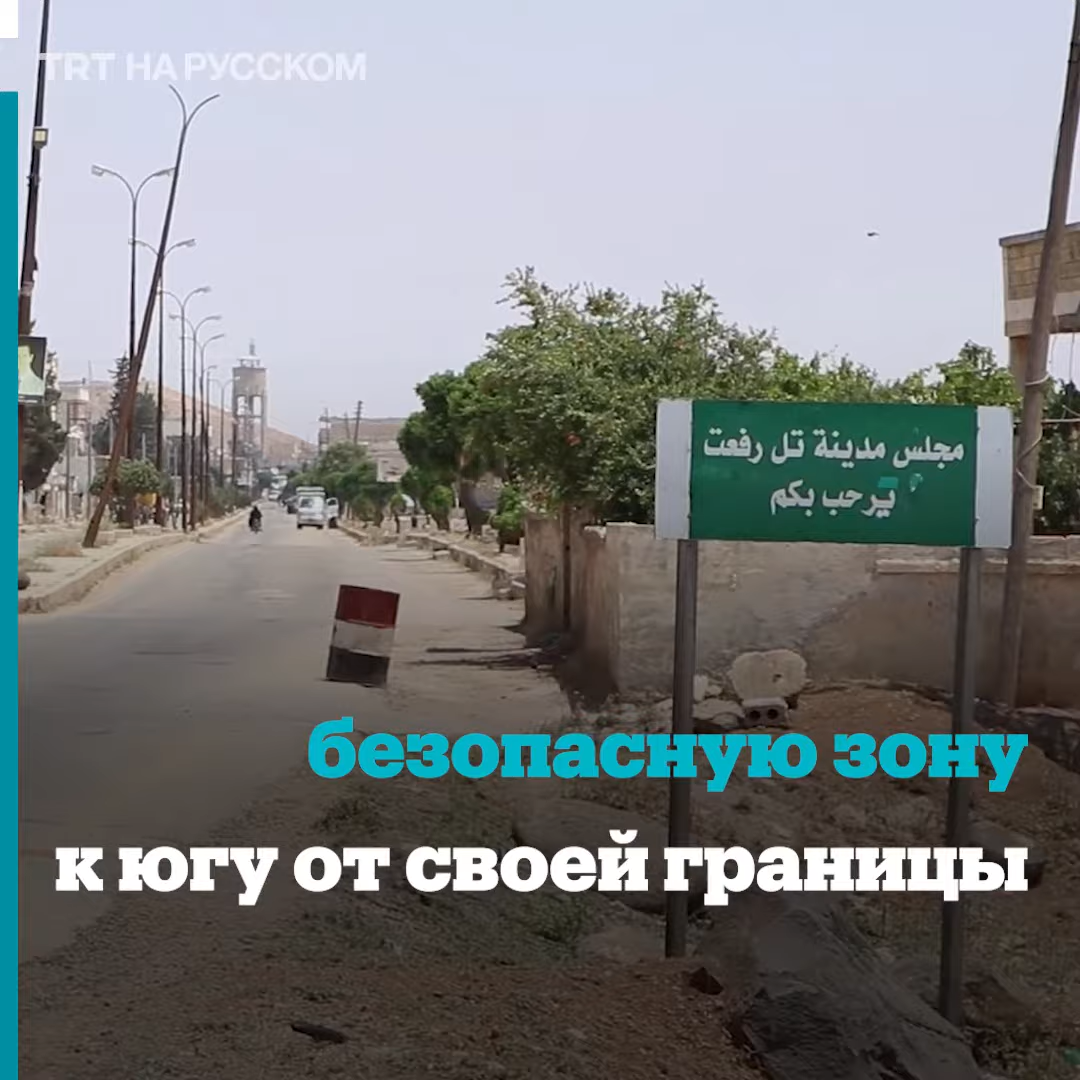 TRT НА РУССКОМ
مجلس مدينة تل رفعت
يرحب بكم
безопасную зону
к югу от своей границы